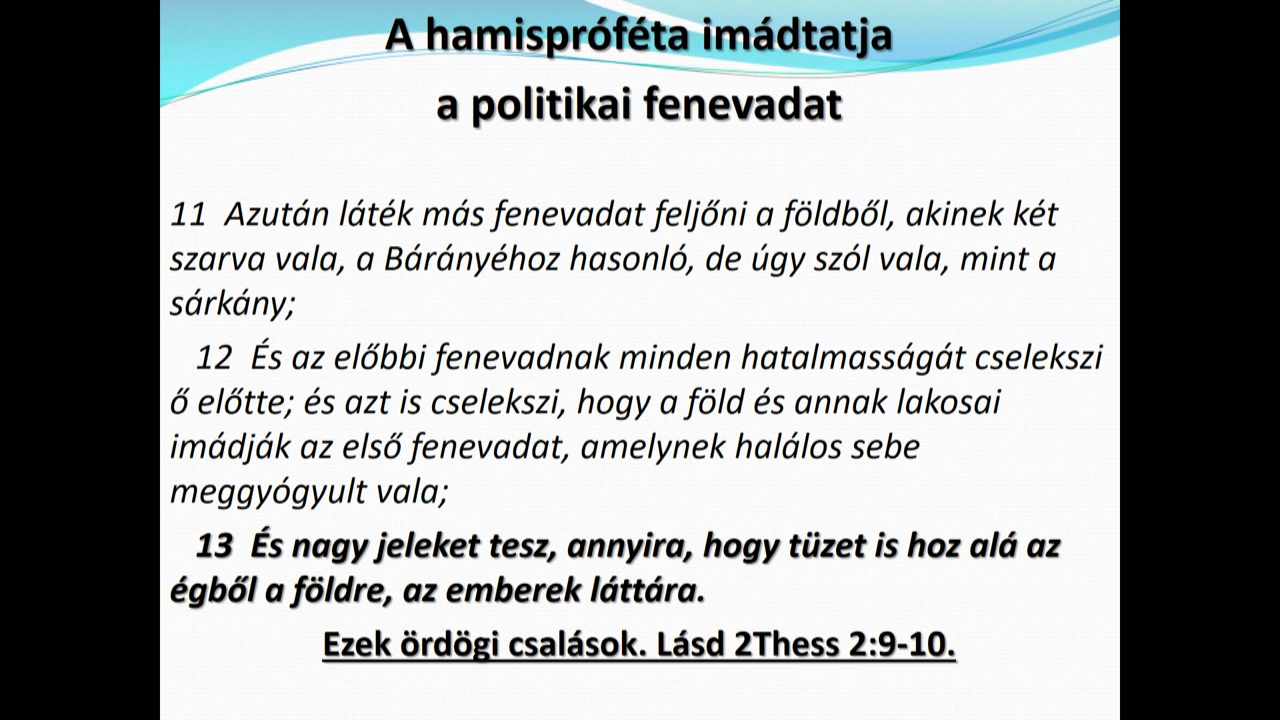 A hamispróféta imádtatja
a politikai fenevadat
11 Azután láték más fenevadat feljőni a földből, akinek két
szarva vala, a Bárányéhoz hasonló, de úgy szól vala, mint a
sárkány;
12 És az előbbi fenevadnak minden hatalmasságát cselekszi
ő előtte; és azt is cselekszi, hogy a föld és annak lakosai
imádják az első fenevadat, amelynek halálos sebe
meggyógyult vala;
13 És nagy jeleket tesz, annyira, hogy tüzet is hoz alá az
égből a földre, az emberek láttára.
Ezek ördögi csalások. Lásd 2Thess 2:9-10.